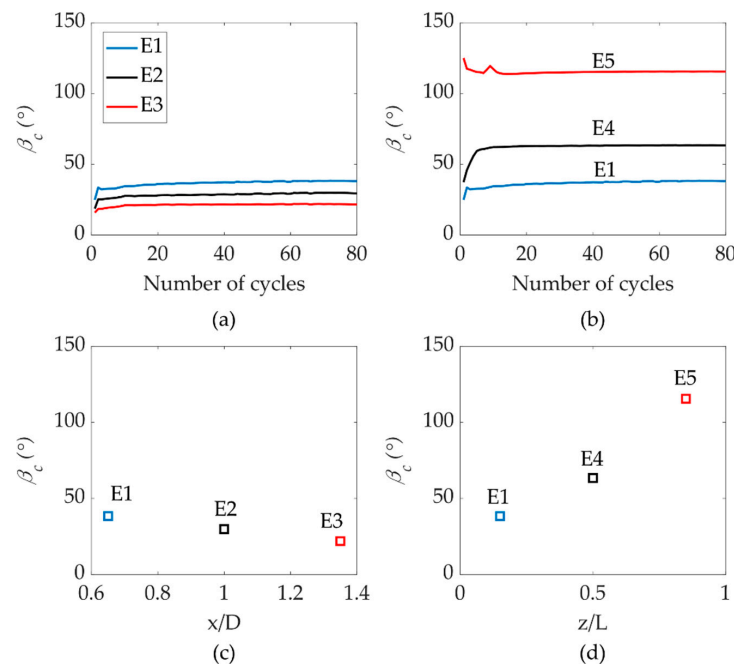 150
100
50
0
β_c (°)
E1
E2
E3
0 20 40 60 80
Number of cycles
(a)
150
100
50
0
β_c (°)
E5
E4
E1
0 20 40 60 80
Number of cycles
(b)
150
100
50
0
β_c (°)
E1
E2
E3
0.6 0.8 1 1.2 1.4
x/D
(c)
150
100
50
0
β_c (°)
E5
E4
E1
0 0.5 1
z/L
(d)